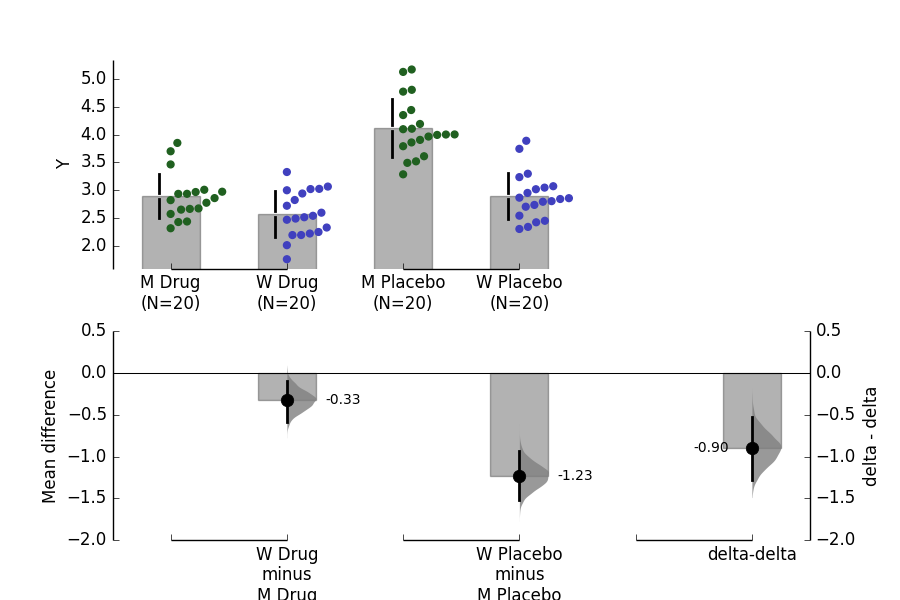 5.0
4.5
4.0
3.5
3.0
2.5
2.0
Y
M Drug
(N=20)
W Drug
(N=20)
M Placebo
(N=20)
W Placebo
(N=20)
0.5
0.0
−0.5
−1.0
−1.5
−2.0
Mean difference
-0.33
-1.23
-0.90
0.5
0.0
−0.5
−1.0
−1.5
−2.0
delta - delta
W Drug
minus
M Drug
W Placebo
minus
M Placebo
delta-delta